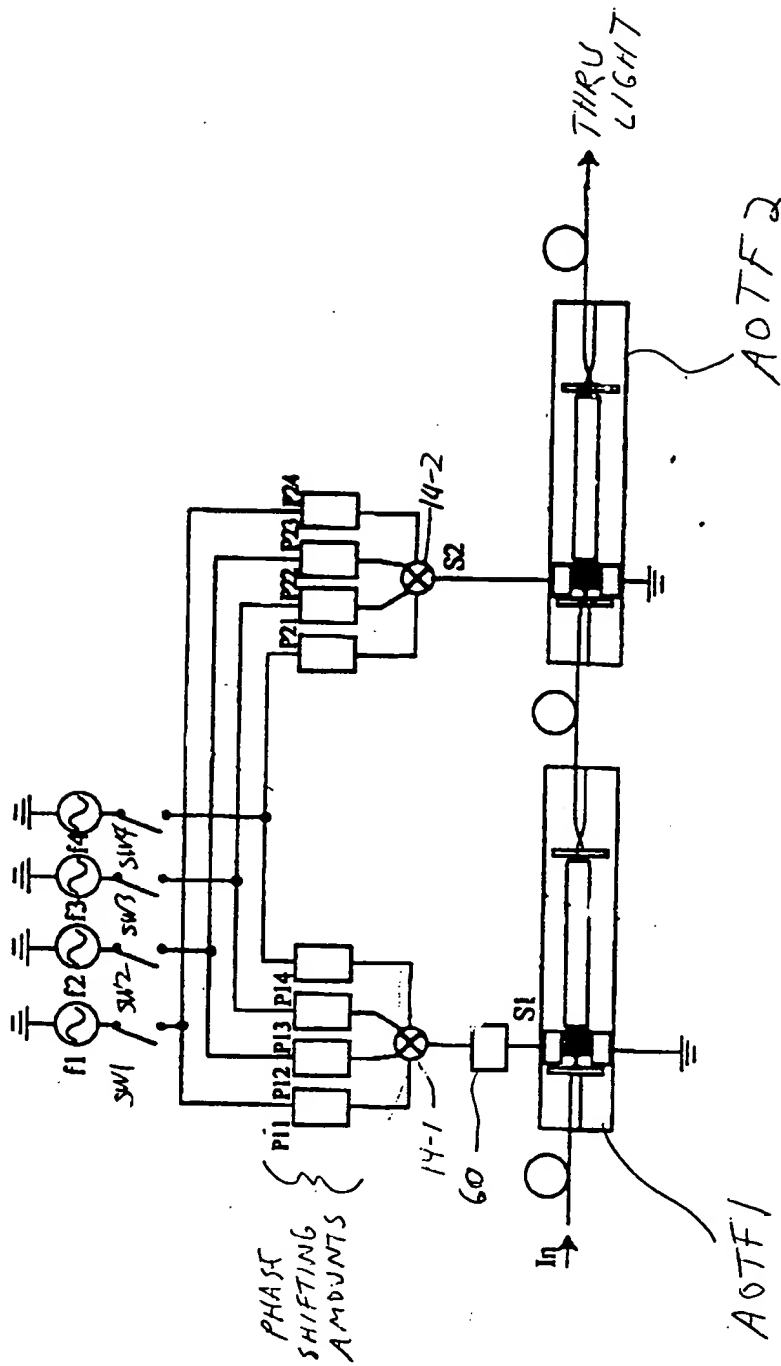 f1
f2
f3
f4
SW1
SW2
SW3
SW4
PHASE
SHIFTING
AMOUNTS
P11
P12
P13
P14
P21
P22
P23
P24
14-1
14-2
60
S1
S2
In
THRU
LIGHT
AOTF1
AOTF2